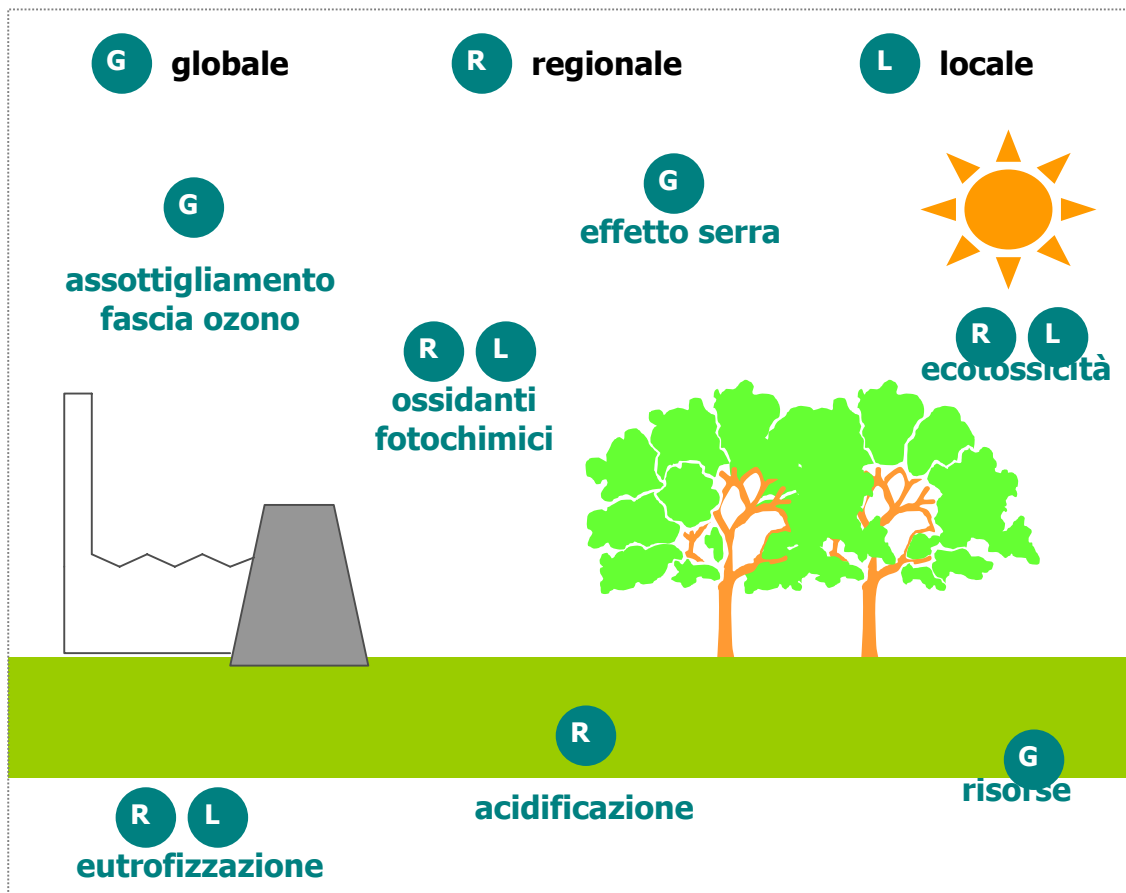 G globale R regionale L locale
G
effetto serra
G
assottigliamento
fascia ozono
R L
ossidanti
fotochimici
R L
ecotossicità
R
acidificazione
G
risorse
R L
eutrofizzazione